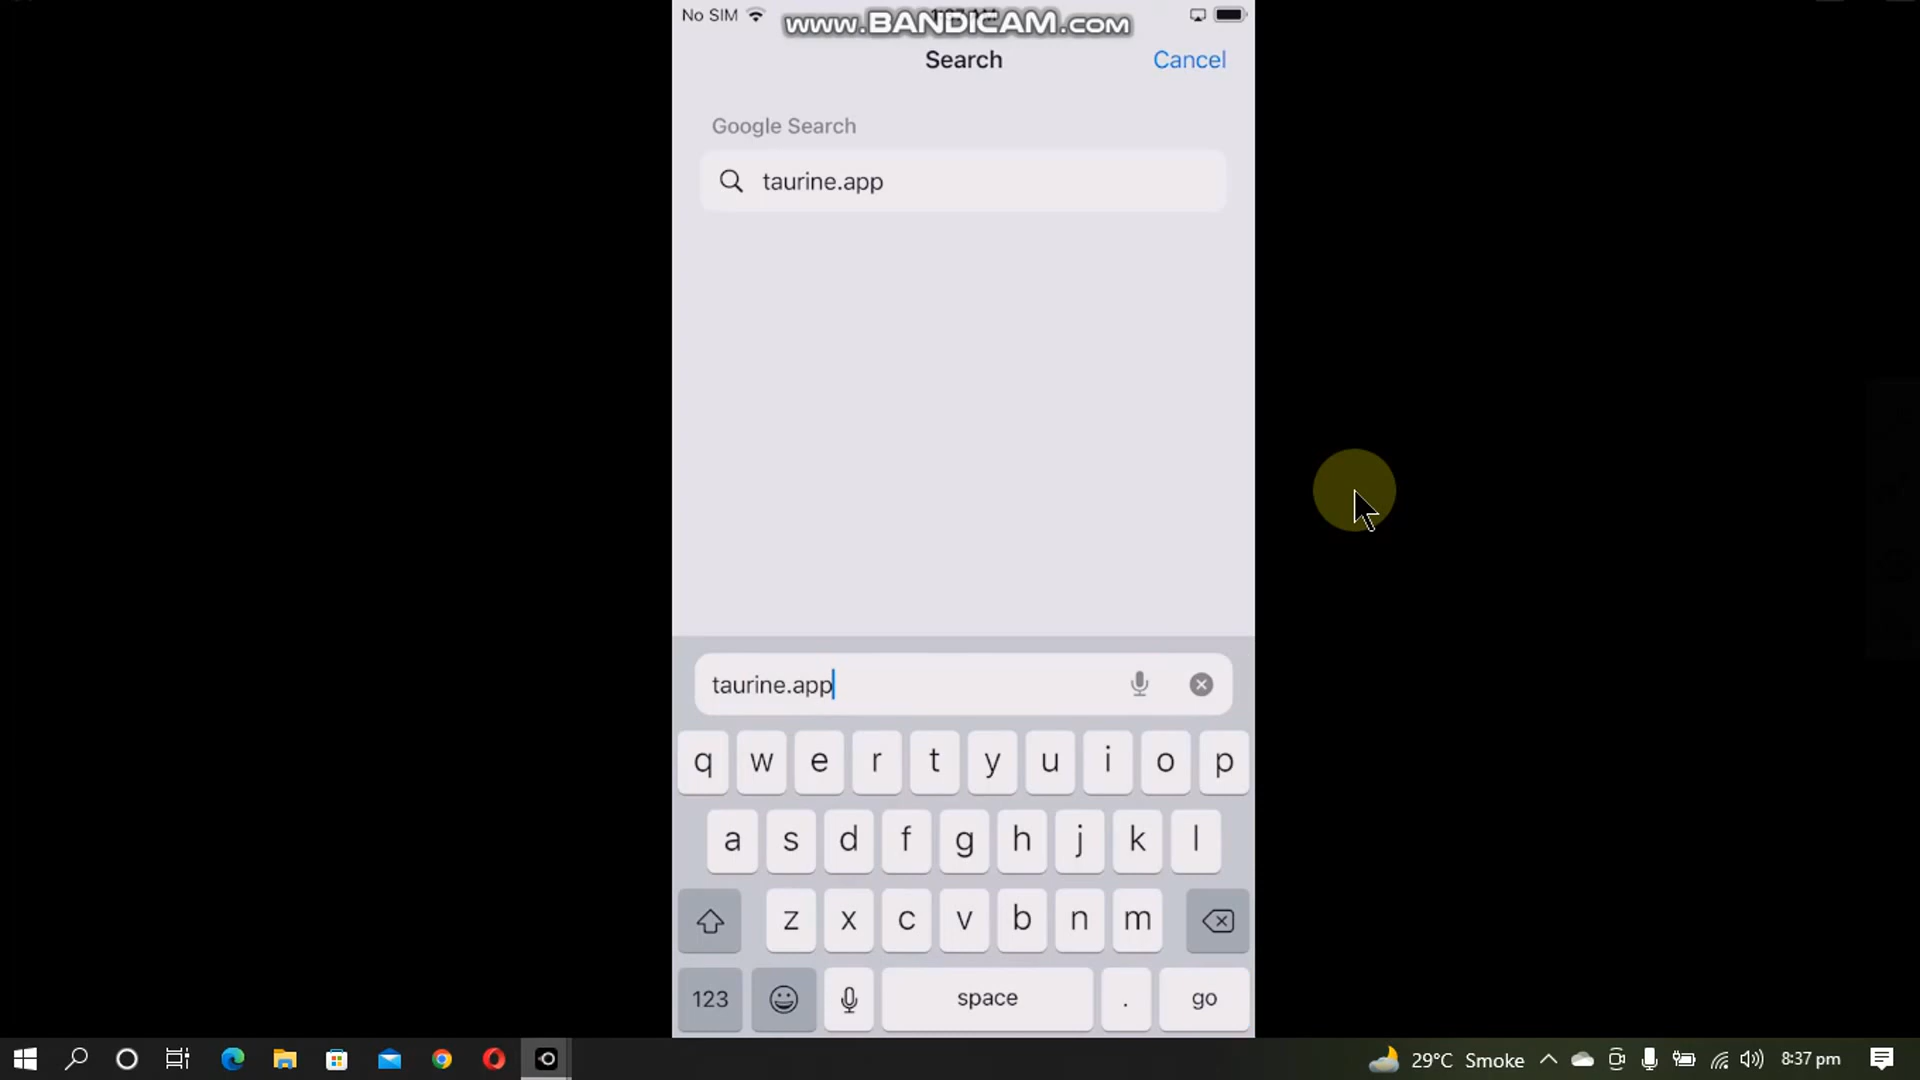 No SIM
www.BANDICAM.com
Search
Cancel
Google Search
taurine.app
taurine.app
q w e r t y u i o p
a s d f g h j k l
z x c v b n m
123 space . go
29°C Smoke 8:37 pm